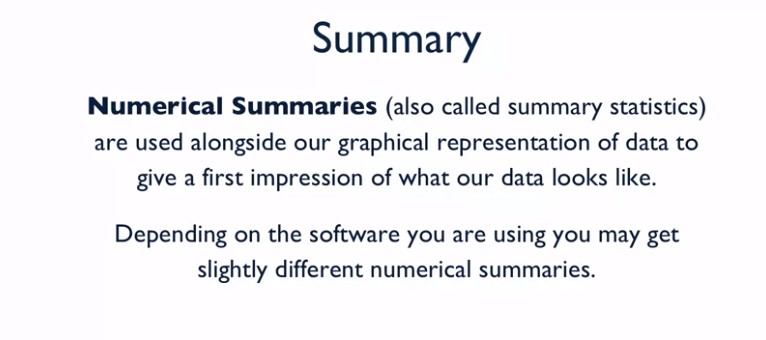 Summary
Numerical Summaries (also called summary statistics)
are used alongside our graphical representation of data to
give a first impression of what our data looks like.
Depending on the software you are using you may get
slightly different numerical summaries.